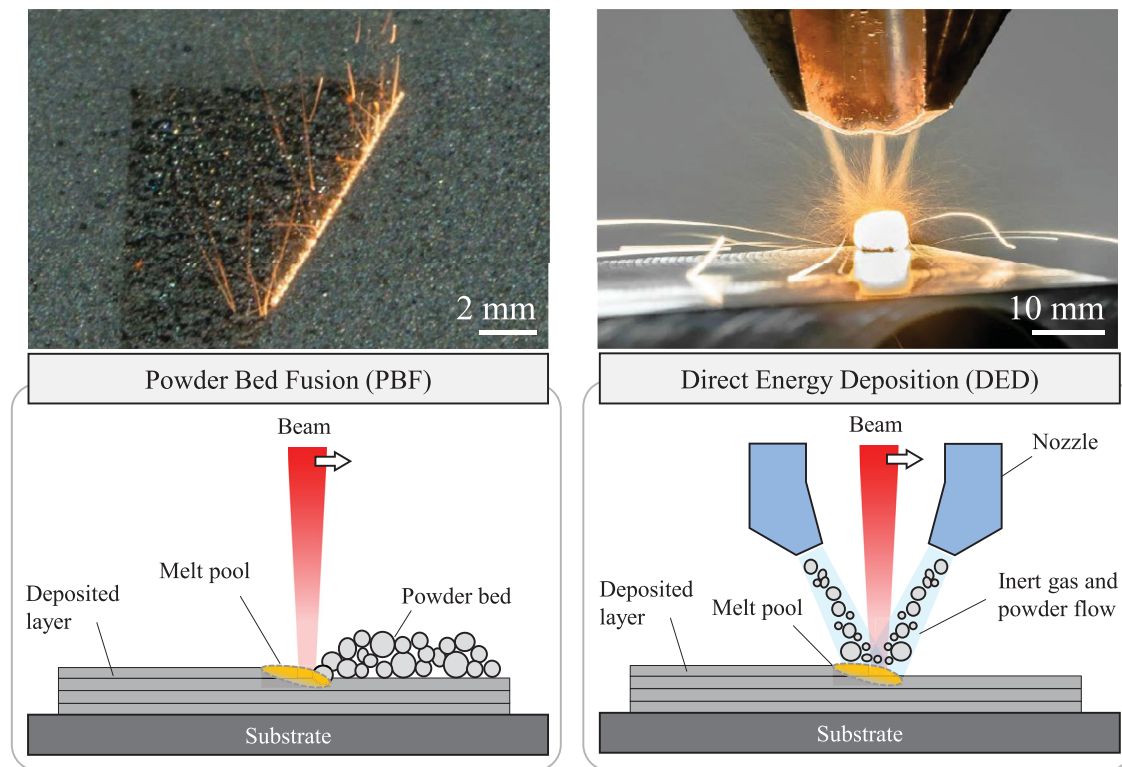 2 mm
10 mm
Powder Bed Fusion (PBF)
Direct Energy Deposition (DED)
Beam
Melt pool
Deposited
layer
Powder bed
Substrate
Beam
Nozzle
Deposited
layer
Melt pool
Inert gas and
powder flow
Substrate